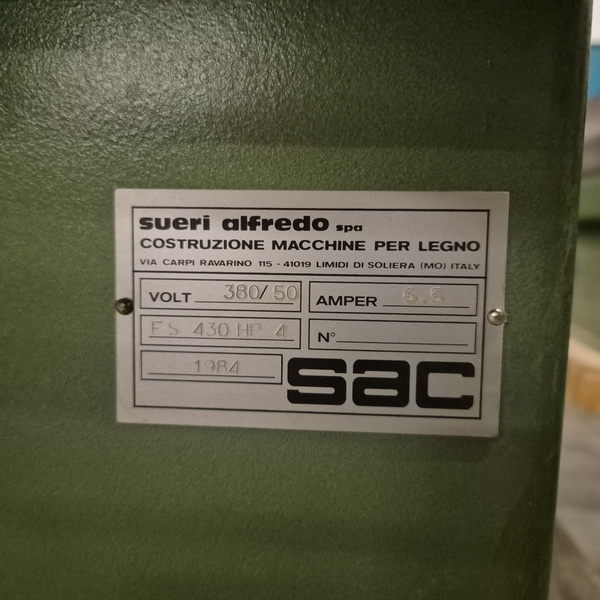 sueri alfredo spa
COSTRUZIONE MACCHINE PER LEGNO
VIA CARPI RAVARINO 115 - 41019 LIMIDI DI SOLIERA (MO) ITALY
VOLT 380/50 AMPER 6.5
FS 430 HP 4 N°
1984 sac